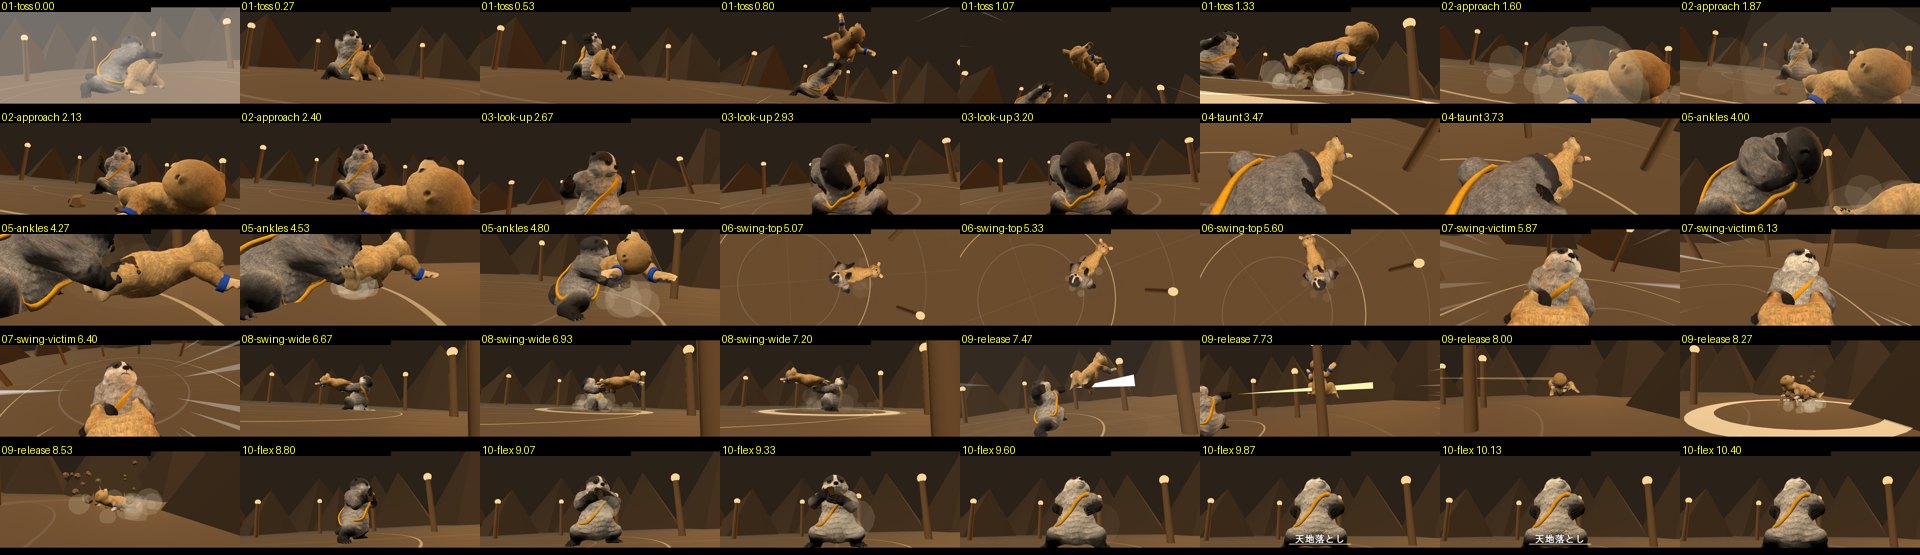 01-toss 0.00
01-toss 0.27
01-toss 0.53
01-toss 0.80
01-toss 1.07
01-toss 1.33
02-approach 1.60
02-approach 1.87
02-approach 2.13
02-approach 2.40
03-look-up 2.67
03-look-up 2.93
03-look-up 3.20
04-taunt 3.47
04-taunt 3.73
05-ankles 4.00
05-ankles 4.27
05-ankles 4.53
05-ankles 4.80
06-swing-top 5.07
06-swing-top 5.33
06-swing-top 5.60
07-swing-victim 5.87
07-swing-victim 6.13
07-swing-victim 6.40
08-swing-wide 6.67
08-swing-wide 6.93
08-swing-wide 7.20
09-release 7.47
09-release 7.73
09-release 8.00
09-release 8.27
09-release 8.53
10-flex 8.80
10-flex 9.07
10-flex 9.33
10-flex 9.60
10-flex 9.87
天地落とし
10-flex 10.13
天地落とし
10-flex 10.40